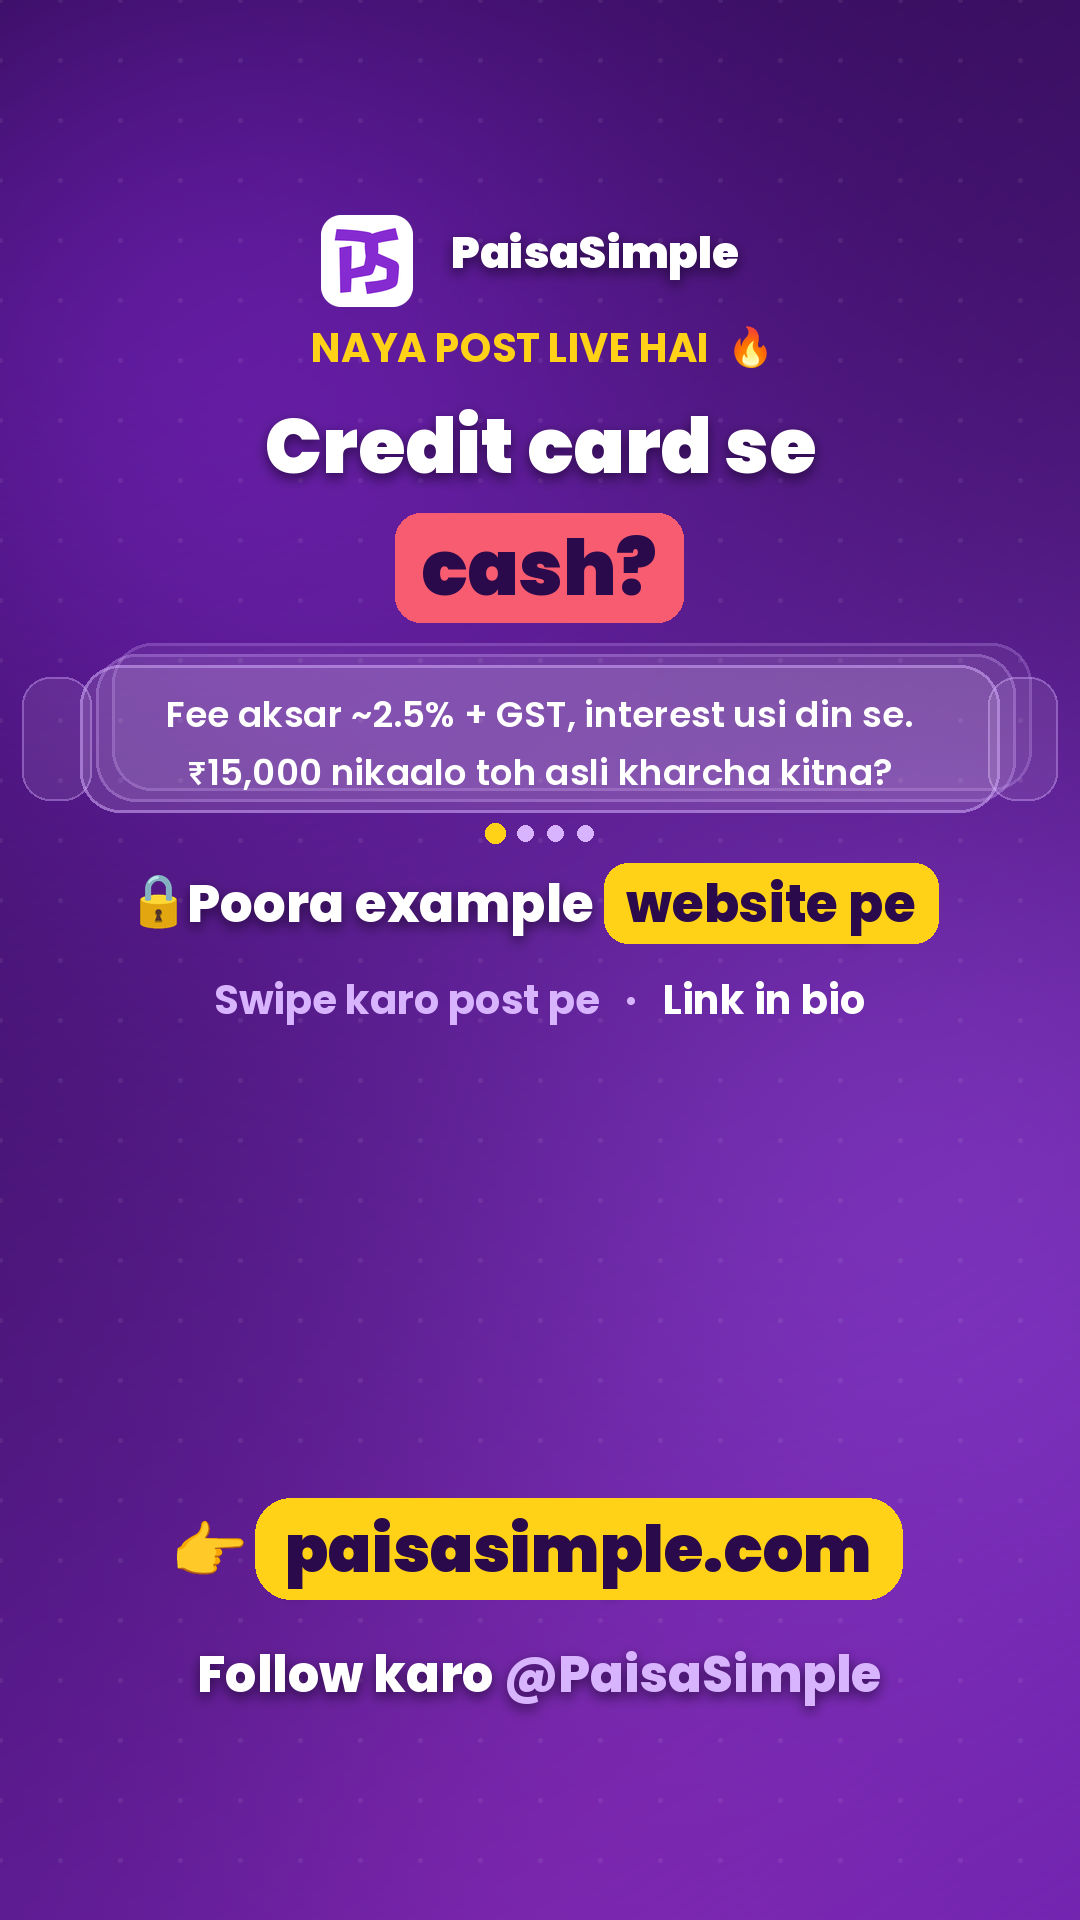 PS PaisaSimple
NAYA POST LIVE HAI 🔥
Credit card se
cash?
Fee aksar ~2.5% + GST, interest usi din se.
₹15,000 nikaalo toh asli kharcha kitna?
🔒Poora example website pe
Swipe karo post pe · Link in bio
👉 paisasimple.com
Follow karo @PaisaSimple